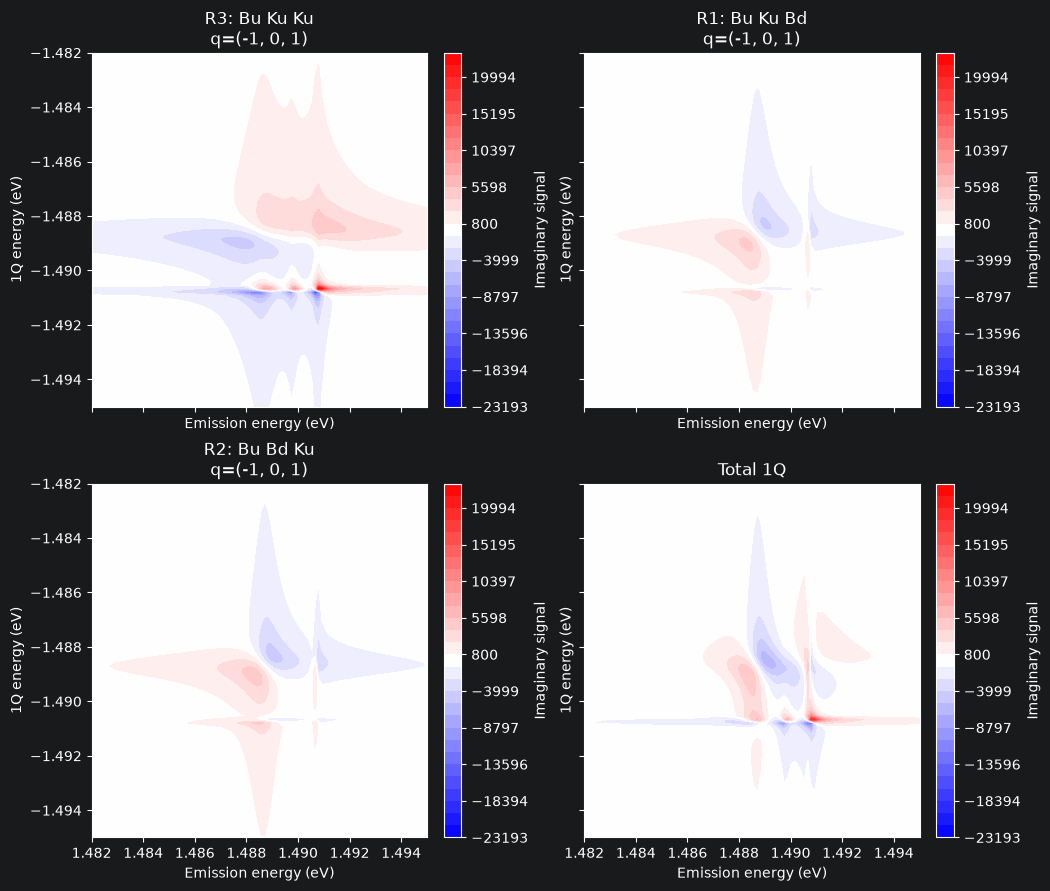 R3: Bu Ku Ku
q=(-1, 0, 1)
−1.482
−1.484
−1.486
−1.488
−1.490
−1.492
−1.494
1Q energy (eV)
Emission energy (eV)
19994
15195
10397
5598
800
−3999
−8797
−13596
−18394
−23193
Imaginary signal
R1: Bu Ku Bd
q=(-1, 0, 1)
1Q energy (eV)
Emission energy (eV)
19994
15195
10397
5598
800
−3999
−8797
−13596
−18394
−23193
Imaginary signal
R2: Bu Bd Ku
q=(-1, 0, 1)
−1.482
−1.484
−1.486
−1.488
−1.490
−1.492
−1.494
1Q energy (eV)
1.482 1.484 1.486 1.488 1.490 1.492 1.494
Emission energy (eV)
19994
15195
10397
5598
800
−3999
−8797
−13596
−18394
−23193
Imaginary signal
Total 1Q
1Q energy (eV)
1.482 1.484 1.486 1.488 1.490 1.492 1.494
Emission energy (eV)
19994
15195
10397
5598
800
−3999
−8797
−13596
−18394
−23193
Imaginary signal